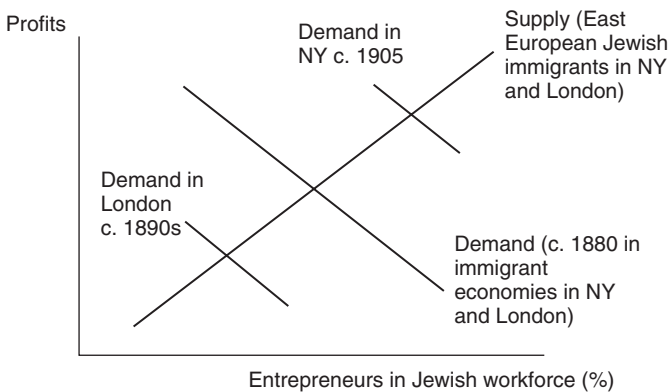 Profits
Demand in
NY c. 1905
Supply (East
European Jewish
immigrants in NY
and London)
Demand in
London
c. 1890s
Demand (c. 1880 in
immigrant
economies in NY
and London)
Entrepreneurs in Jewish workforce (%)